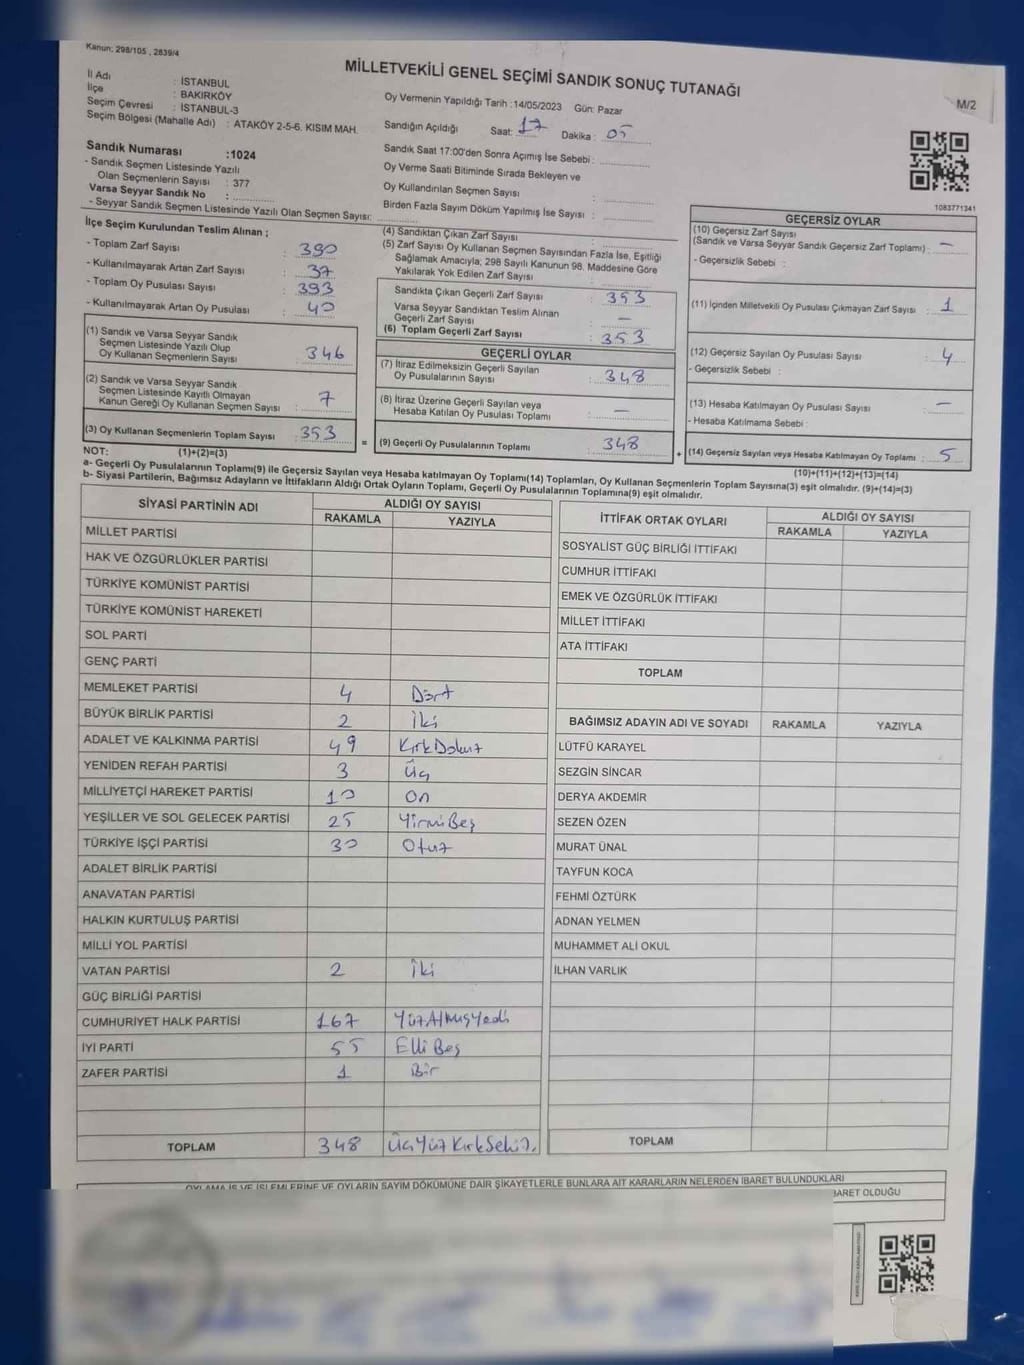 Kanun: 298/105 , 2839/4
MİLLETVEKİLİ GENEL SEÇİMİ SANDIK SONUÇ TUTANAĞI
M/2
İl Adı : İSTANBUL
İlçe : BAKIRKÖY
Seçim Çevresi : İSTANBUL-3
Seçim Bölgesi (Mahalle Adı) : ATAKÖY 2-5-6. KISIM MAH.
Sandık Numarası :1024
- Sandık Seçmen Listesinde Yazılı
Olan Seçmenlerin Sayısı : 377
Varsa Seyyar Sandık No :
- Seyyar Sandık Seçmen Listesinde Yazılı Olan Seçmen Sayısı:
Oy Vermenin Yapıldığı Tarih :14/05/2023 Gün: Pazar
Sandığın Açıldığı Saat: 17 Dakika : 05
Sandık Saat 17:00'den Sonra Açımış İse Sebebi :
Oy Verme Saati Bitiminde Sırada Bekleyen ve
Oy Kullandırılan Seçmen Sayısı :
Birden Fazla Sayım Döküm Yapılmış İse Sayısı :
1083771341
İlçe Seçim Kurulundan Teslim Alınan ;
- Toplam Zarf Sayısı : 390
- Kullanılmayarak Artan Zarf Sayısı : 37
- Toplam Oy Pusulası Sayısı : 393
- Kullanılmayarak Artan Oy Pusulası : 40
(1) Sandık ve Varsa Seyyar Sandık
Seçmen Listesinde Yazılı Olup
Oy Kullanan Seçmenlerin Sayısı : 346
(2) Sandık ve Varsa Seyyar Sandık
Seçmen Listesinde Kayıtlı Olmayan
Kanun Gereği Oy Kullanan Seçmen Sayısı : 7
(3) Oy Kullanan Seçmenlerin Toplam Sayısı : 353
(1)+(2)=(3)
(4) Sandıktan Çıkan Zarf Sayısı :
(5) Zarf Sayısı Oy Kullanan Seçmen Sayısından Fazla İse, Eşitliği
Sağlamak Amacıyla; 298 Sayılı Kanunun 98. Maddesine Göre
Yakılarak Yok Edilen Zarf Sayısı :
Sandıkta Çıkan Geçerli Zarf Sayısı : 353
Varsa Seyyar Sandıktan Teslim Alınan
Geçerli Zarf Sayısı : —
(6) Toplam Geçerli Zarf Sayısı : 353
GEÇERLİ OYLAR
(7) İtiraz Edilmeksizin Geçerli Sayılan
Oy Pusulalarının Sayısı : 348
(8) İtiraz Üzerine Geçerli Sayılan veya
Hesaba Katılan Oy Pusulası Toplamı : —
= (9) Geçerli Oy Pusulalarının Toplamı 348
GEÇERSİZ OYLAR
(10) Geçersiz Zarf Sayısı
(Sandık ve Varsa Seyyar Sandık Geçersiz Zarf Toplamı) : —
- Geçersizlik Sebebi :
(11) İçinden Milletvekili Oy Pusulası Çıkmayan Zarf Sayısı : 1
(12) Geçersiz Sayılan Oy Pusulası Sayısı : 4
- Geçersizlik Sebebi :
(13) Hesaba Katılmayan Oy Pusulası Sayısı : —
- Hesaba Katılmama Sebebi :
+ (14) Geçersiz Sayılan veya Hesaba Katılmayan Oy Toplamı : 5
(10)+(11)+(12)+(13)=(14)
NOT:
a- Geçerli Oy Pusulalarının Toplamı(9) ile Geçersiz Sayılan veya Hesaba katılmayan Oy Toplamı(14) Toplamları, Oy Kullanan Seçmenlerin Toplam Sayısına(3) eşit olmalıdır. (9)+(14)=(3)
b- Siyasi Partilerin, Bağımsız Adayların ve İttifakların Aldığı Ortak Oyların Toplamı, Geçerli Oy Pusulalarının Toplamına(9) eşit olmalıdır.
SİYASİ PARTİNİN ADI ALDIĞI OY SAYISI
RAKAMLA YAZIYLA
MİLLET PARTİSİ
HAK VE ÖZGÜRLÜKLER PARTİSİ
TÜRKİYE KOMÜNİST PARTİSİ
TÜRKİYE KOMÜNİST HAREKETİ
SOL PARTİ
GENÇ PARTİ
MEMLEKET PARTİSİ 4 Dört
BÜYÜK BİRLİK PARTİSİ 2 İki
ADALET VE KALKINMA PARTİSİ 49 KırkDokuz
YENİDEN REFAH PARTİSİ 3 Üç
MİLLİYETÇİ HAREKET PARTİSİ 10 On
YEŞİLLER VE SOL GELECEK PARTİSİ 25 YirmiBeş
TÜRKİYE İŞÇİ PARTİSİ 30 Otuz
ADALET BİRLİK PARTİSİ
ANAVATAN PARTİSİ
HALKIN KURTULUŞ PARTİSİ
MİLLİ YOL PARTİSİ
VATAN PARTİSİ 2 İki
GÜÇ BİRLİĞİ PARTİSİ
CUMHURİYET HALK PARTİSİ 167 YüzAtmışYedi
İYİ PARTİ 55 Elli Beş
ZAFER PARTİSİ 1 Bir
TOPLAM 348 ÜçYüzKırkSekiz.
İTTİFAK ORTAK OYLARI ALDIĞI OY SAYISI
RAKAMLA YAZIYLA
SOSYALİST GÜÇ BİRLİĞİ İTTİFAKI
CUMHUR İTTİFAKI
EMEK VE ÖZGÜRLÜK İTTİFAKI
MİLLET İTTİFAKI
ATA İTTİFAKI
TOPLAM
BAĞIMSIZ ADAYIN ADI VE SOYADI RAKAMLA YAZIYLA
LÜTFÜ KARAYEL
SEZGİN SİNCAR
DERYA AKDEMİR
SEZEN ÖZEN
MURAT ÜNAL
TAYFUN KOCA
FEHMİ ÖZTÜRK
ADNAN YELMEN
MUHAMMET ALİ OKUL
İLHAN VARLIK
TOPLAM
OYLAMA İŞ VE İŞLEMLERİNE VE OYLARIN SAYIM DÖKÜMÜNE DAİR ŞİKAYETLERLE BUNLARA AİT KARARLARIN NELERDEN İBARET BULUNDUKLARI
BARET OLDUĞU